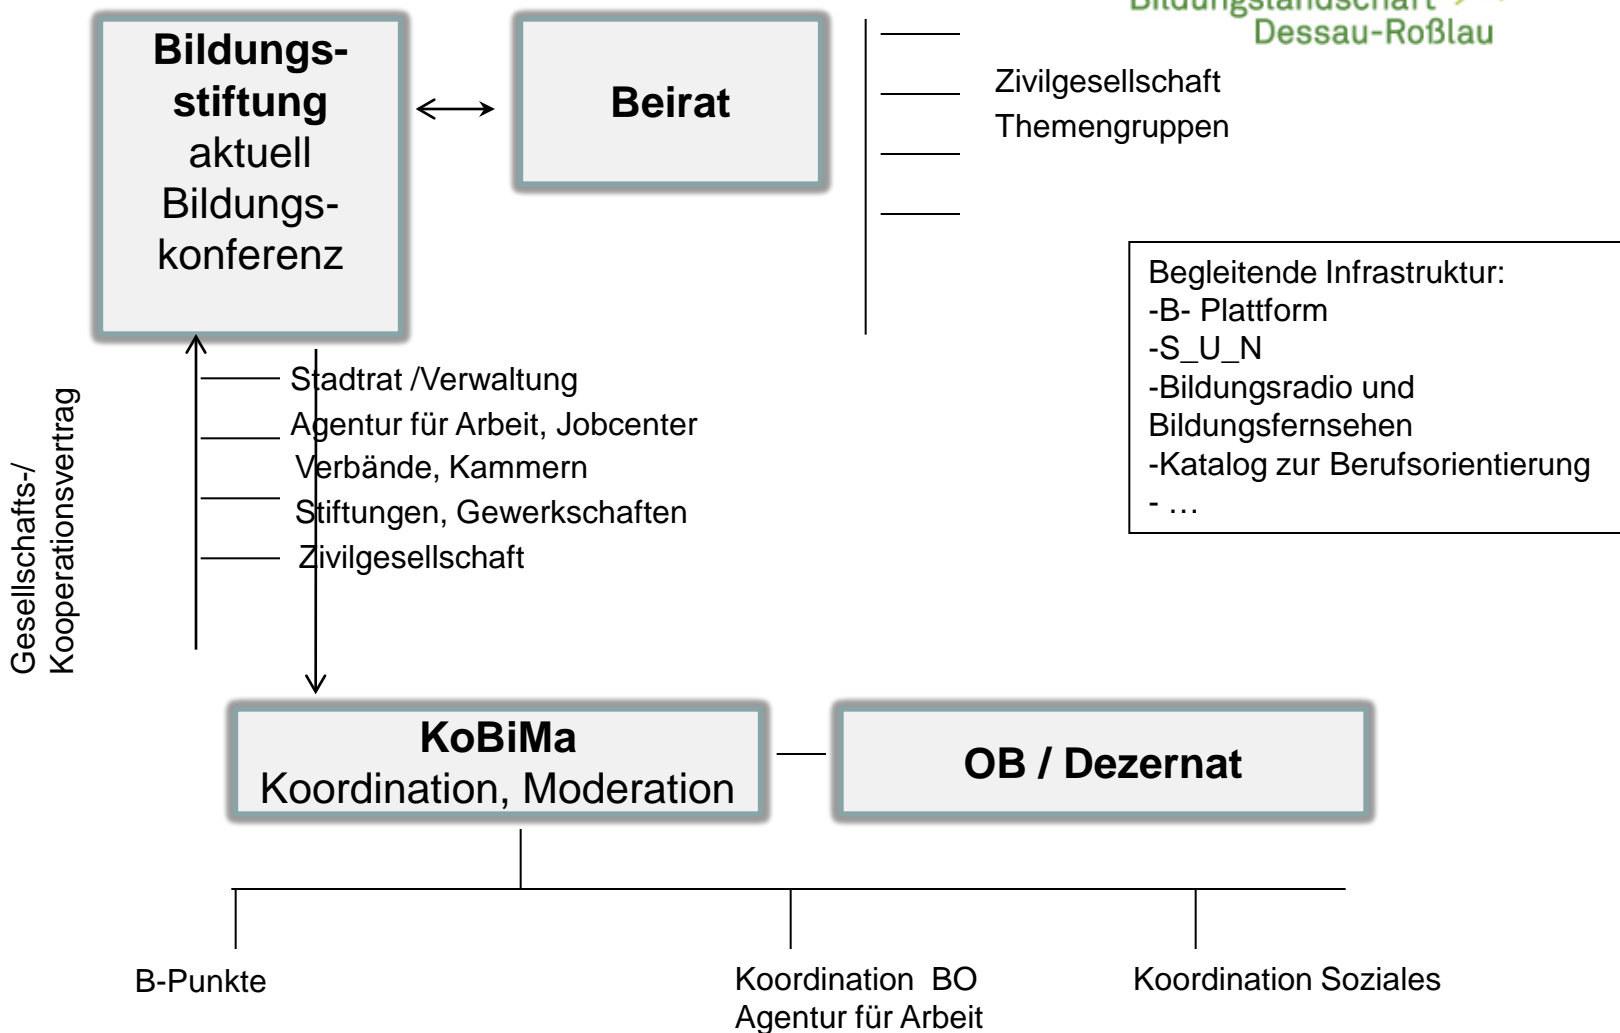 Bildungslandschaft
Dessau-Roßlau
Bildungs-
stiftung
aktuell
Bildungs-
konferenz
Beirat
Zivilgesellschaft
Themengruppen
Begleitende Infrastruktur:
-B- Plattform
-S_U_N
-Bildungsradio und
Bildungsfernsehen
-Katalog zur Berufsorientierung
- …
Gesellschafts-/
Kooperationsvertrag
Stadtrat /Verwaltung
Agentur für Arbeit, Jobcenter
Verbände, Kammern
Stiftungen, Gewerkschaften
Zivilgesellschaft
KoBiMa
Koordination, Moderation
OB / Dezernat
B-Punkte
Koordination  BO
Agentur für Arbeit
Koordination Soziales